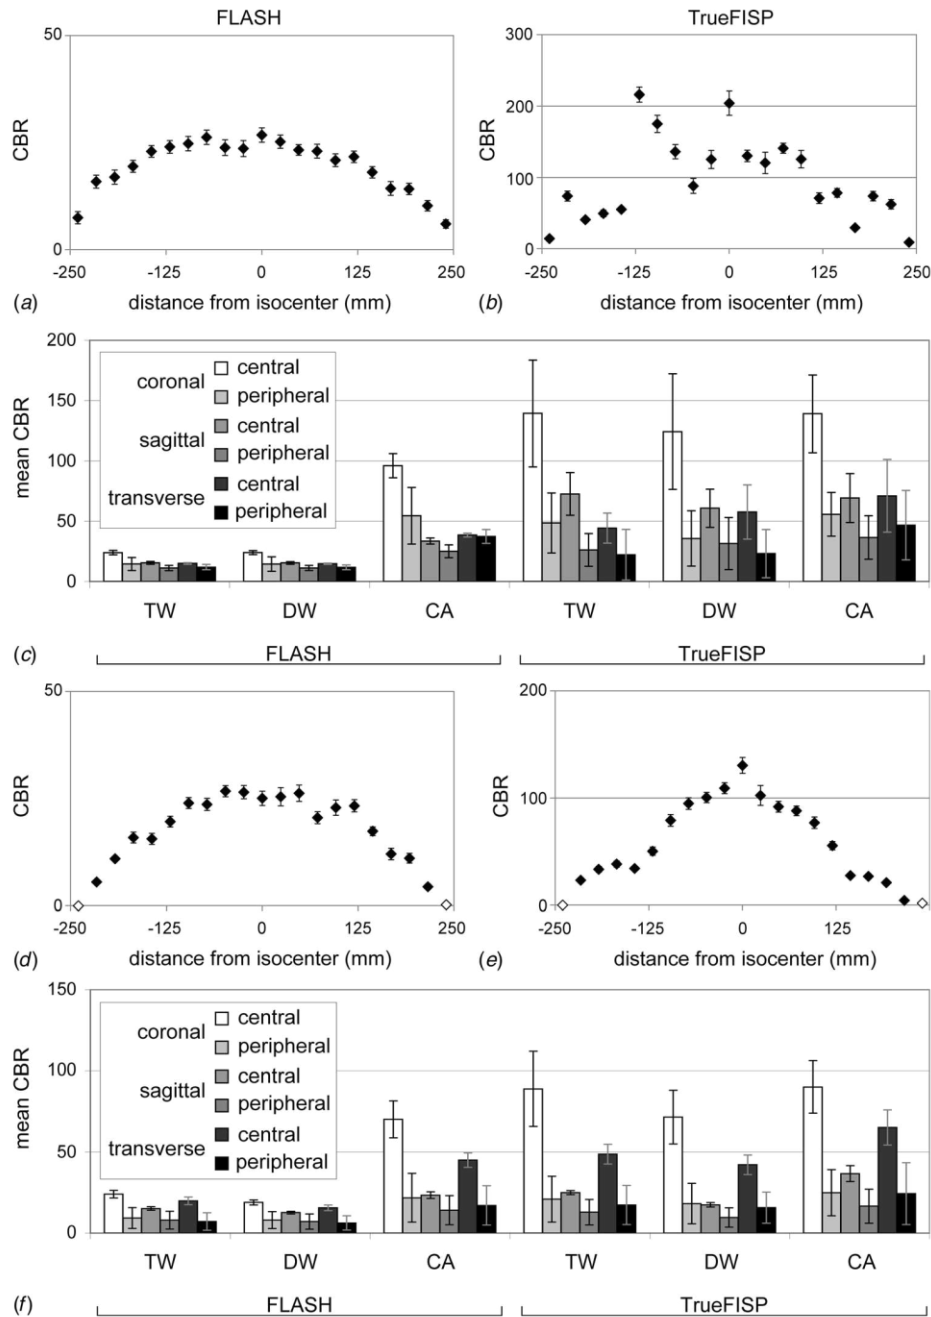 FLASH
TrueFISP
50
CBR
0
-250 -125 0 125 250
(a) distance from isocenter (mm)
300
200
CBR
100
0
-250 -125 0 125 250
(b) distance from isocenter (mm)
200
150
mean CBR
100
50
0
coronal
central
peripheral
sagittal
central
peripheral
transverse
central
peripheral
TW DW CA TW DW CA
(c) FLASH TrueFISP
50
CBR
0
-250 -125 0 125 250
(d) distance from isocenter (mm)
200
CBR
100
0
-250 -125 0 125
(e) distance from isocenter (mm)
150
mean CBR
100
50
0
coronal
central
peripheral
sagittal
central
peripheral
transverse
central
peripheral
TW DW CA TW DW CA
(f) FLASH TrueFISP